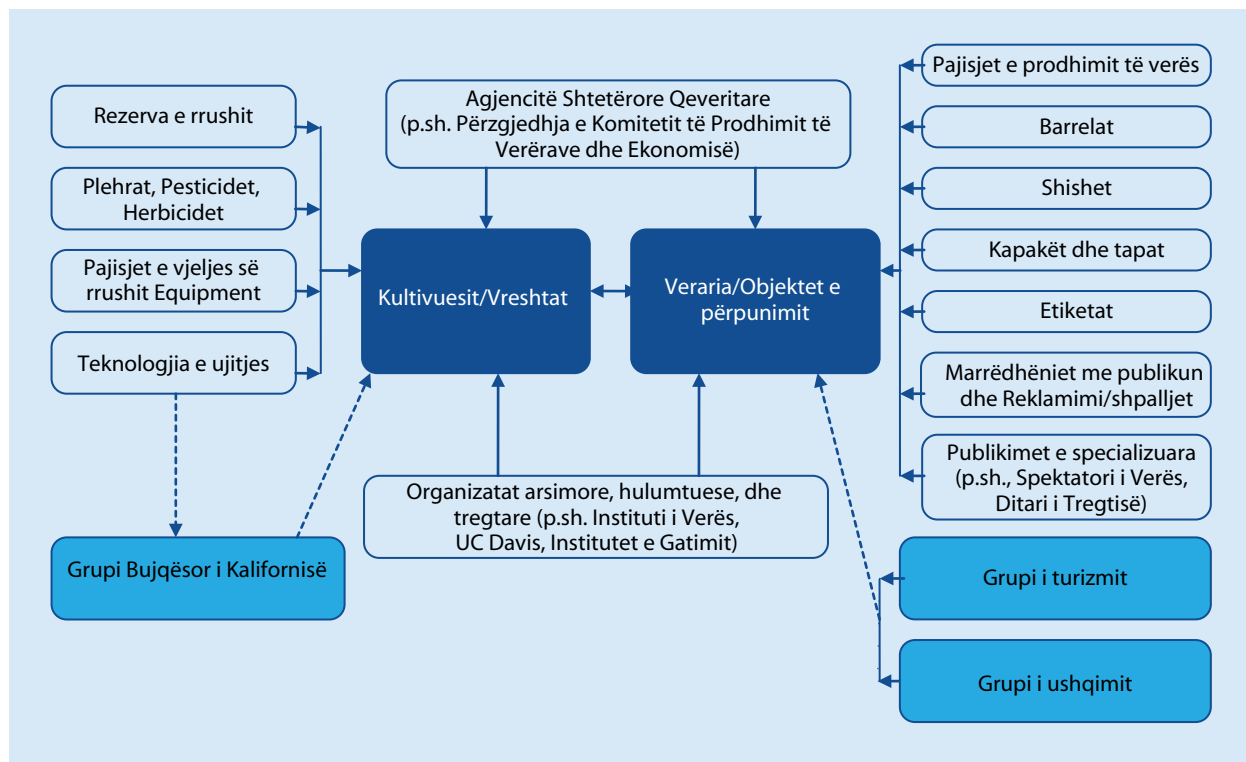 Rezerva e rrushit
Plehrat, Pesticidet,
Herbicidet
Pajisjet e vjeljes së
rrushit Equipment
Teknologjia e ujitjes
Grupi Bujqësor i Kalifornisë
Agjencitë Shtetërore Qeveritare
(p.sh. Përzgjedhja e Komitetit të Prodhimit të
Verërave dhe Ekonomisë)
Kultivuesit/Vreshtat
Veraria/Objektet e
përpunimit
Organizatat arsimore, hulumtuese, dhe
tregtare (p.sh. Instituti i Verës,
UC Davis, Institutet e Gatimit)
Pajisjet e prodhimit të verës
Barrelat
Shishet
Kapakët dhe tapat
Etiketat
Marrëdhëniet me publikun
dhe Reklamimi/shpalljet
Publikimet e specializuara
(p.sh., Spektatori i Verës,
Ditari i Tregtisë)
Grupi i turizmit
Grupi i ushqimit